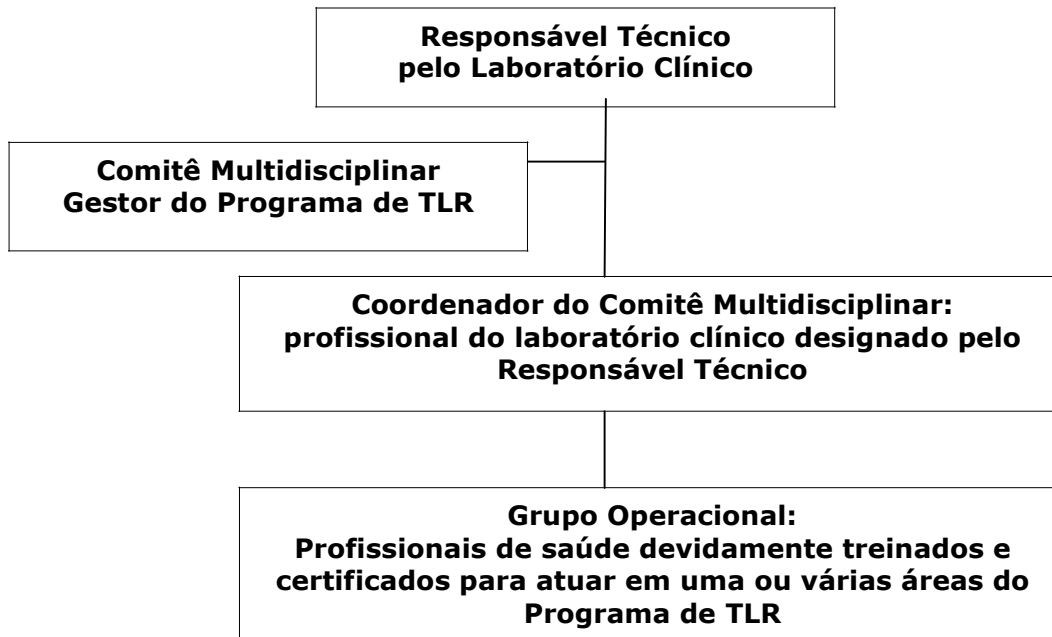 Responsável Técnico
pelo Laboratório Clínico
Comitê Multidisciplinar
Gestor do Programa de TLR
Coordenador do Comitê Multidisciplinar:
profissional do laboratório clínico designado pelo
Responsável Técnico
Grupo Operacional:
Profissionais de saúde devidamente treinados e
certificados para atuar em uma ou várias áreas do
Programa de TLR